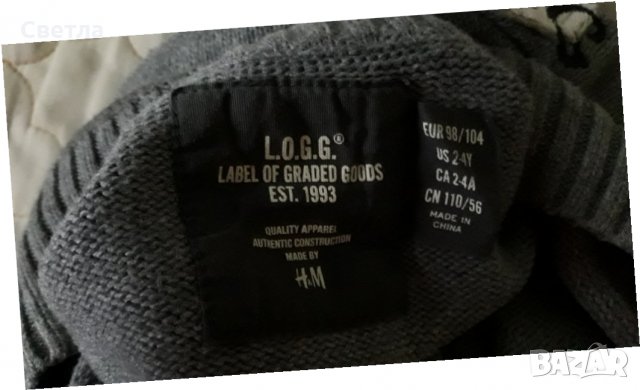 Светла
L.O.G.G.®
LABEL OF GRADED GOODS
EST. 1993
QUALITY APPAREL
AUTHENTIC CONSTRUCTION
MADE BY
H&M
EUR 98/104
US 2-4Y
CA 2-4A
CN 110/56
MADE IN
CHINA
BAZAR